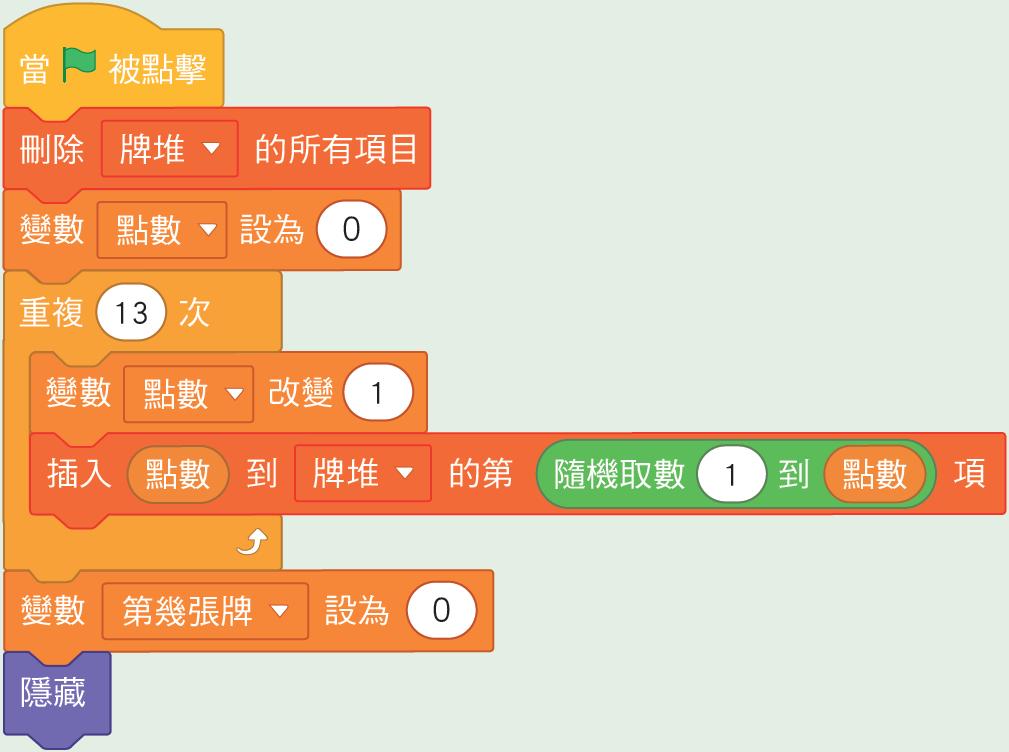 當 被點擊
刪除 牌堆 的所有項目
變數 點數 設為 0
重複 13 次
變數 點數 改變 1
插入 點數 到 牌堆 的第 隨機取數 1 到 點數 項
變數 第幾張牌 設為 0
隱藏